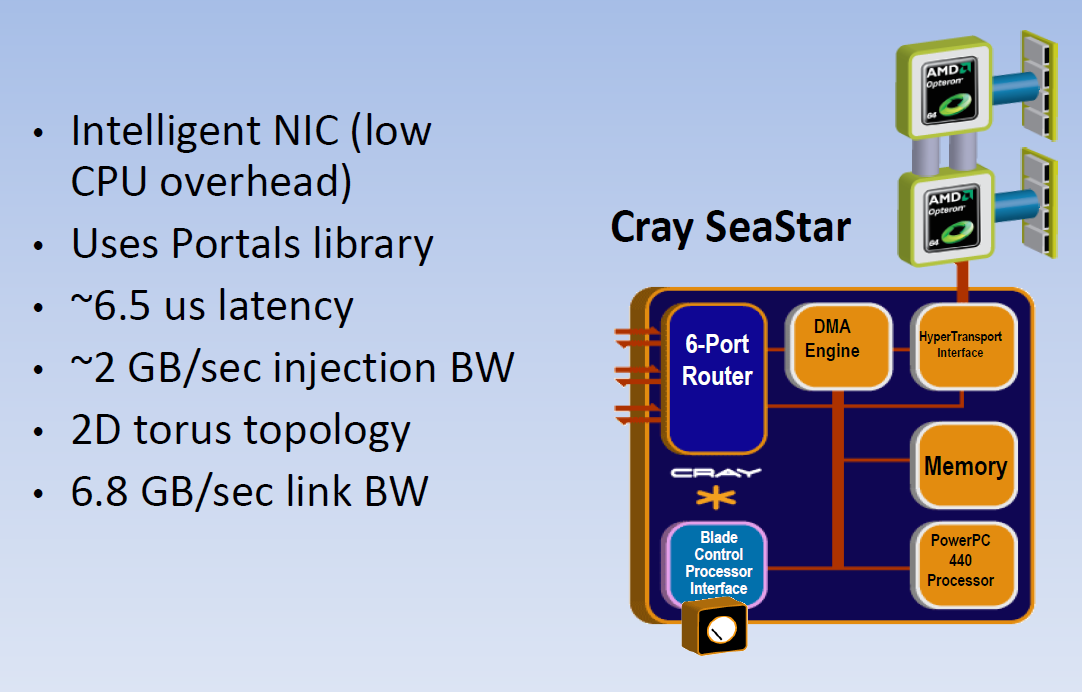 • Intelligent NIC (low
CPU overhead)
• Uses Portals library
• ~6.5 us latency
• ~2 GB/sec injection BW
• 2D torus topology
• 6.8 GB/sec link BW
Cray SeaStar
AMD
Opteron
64
AMD
Opteron
64
6-Port
Router
DMA
Engine
HyperTransport
Interface
Memory
CRAY
Blade
Control
Processor
Interface
PowerPC
440
Processor